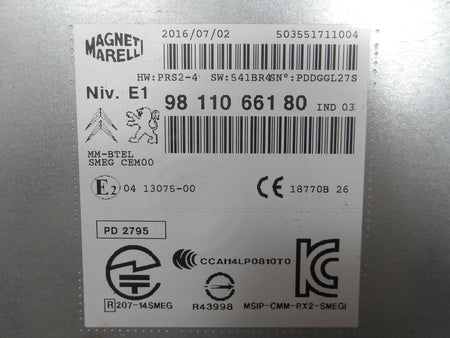 MAGNETI
MARELLI
2016/07/02 503551711004
HW:PRS2-4 SW:541BR4 SN°:PDDGGL27S
Niv. E1 98 110 661 80 IND 03
MM-BTEL
SMEG CEM00
E2 04 13075-00 CE 18770B 26
PD 2795
CCAI14LP0810T0
R 207-14SMEG R43998 MSIP-CMM-RX2-SMEGI